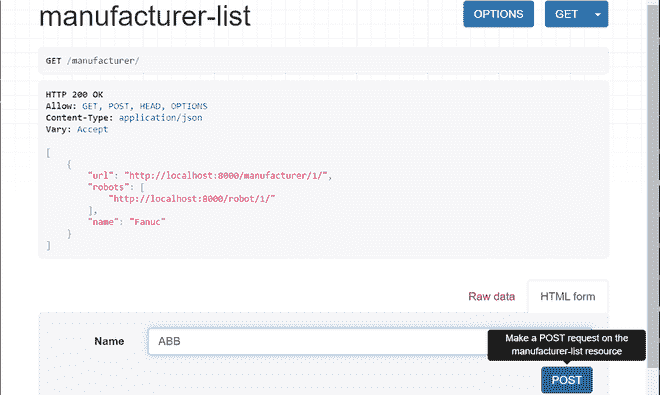 manufacturer-list
OPTIONS
GET
GET /manufacturer/
HTTP 200 OK
Allow: GET, POST, HEAD, OPTIONS
Content-Type: application/json
Vary: Accept
[
{
"url": "http://localhost:8000/manufacturer/1/",
"robots": [
"http://localhost:8000/robot/1/"
],
"name": "Fanuc"
}
]
Raw data
HTML form
Name
ABB
Make a POST request on the
manufacturer-list resource
POST